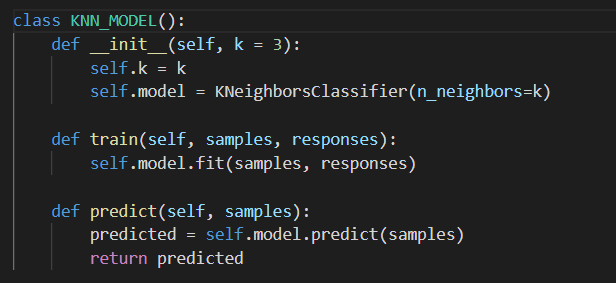 class KNN_MODEL():
    def __init__(self, k = 3):
        self.k = k
        self.model = KNeighborsClassifier(n_neighbors=k)
    def train(self, samples, responses):
        self.model.fit(samples, responses)
    def predict(self, samples):
        predicted = self.model.predict(samples)
        return predicted